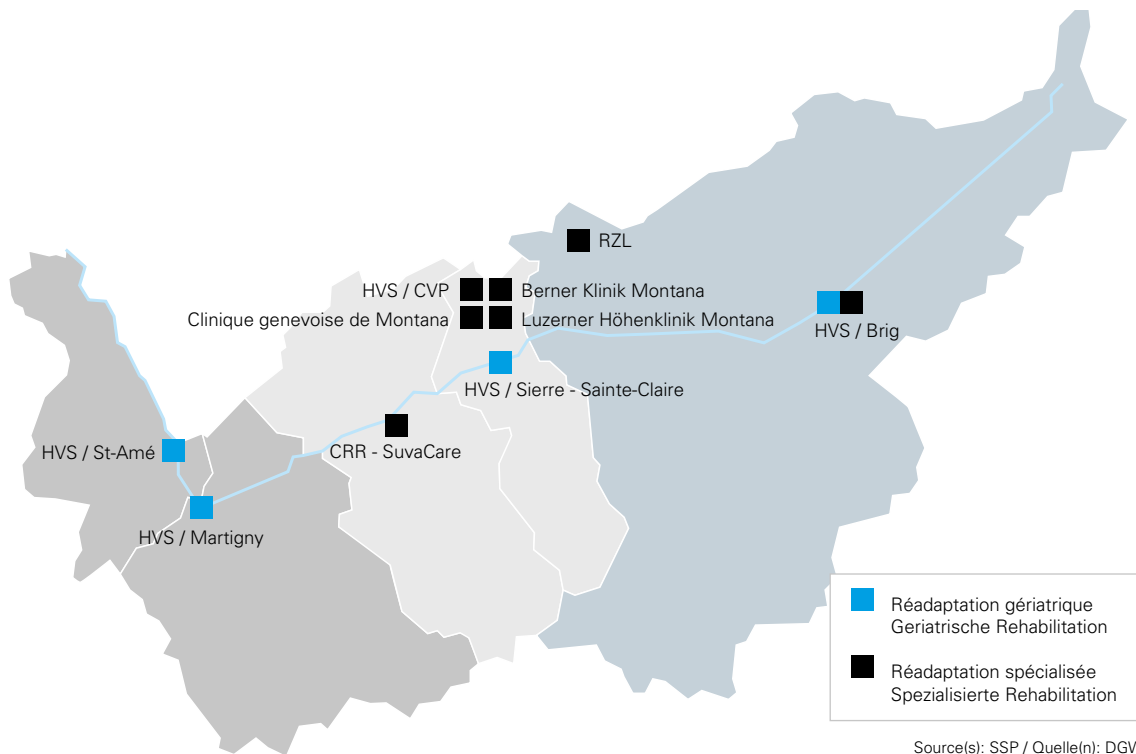 RZL
HVS / CVP
Berner Klinik Montana
Clinique genevoise de Montana
Luzerner Höhenklinik Montana
HVS / Brig
HVS / Sierre - Sainte-Claire
HVS / St-Amé
CRR - SuvaCare
HVS / Martigny
Réadaptation gériatrique
Geriatrische Rehabilitation
Réadaptation spécialisée
Spezialisierte Rehabilitation
Source(s): SSP / Quelle(n): DGW